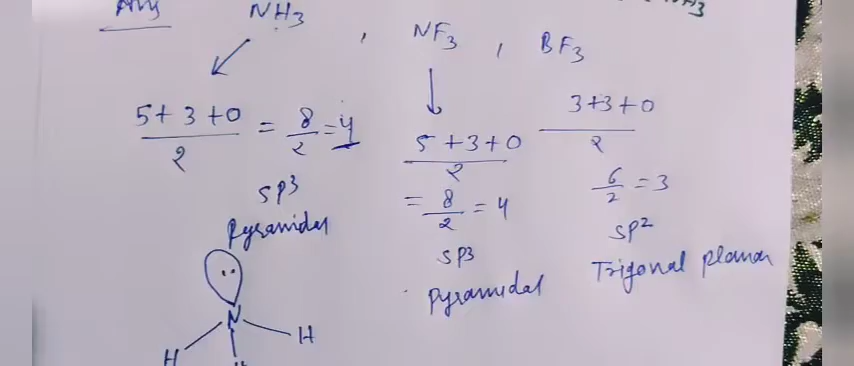 Ans
NH3 , NF3 , BF3
5+3+0/2 = 8/2 = 4
sp3
Pyramidal
5+3+0/2
= 8/2 = 4
sp3
Pyramidal
3+3+0/2
6/2 = 3
sp2
Trigonal planar
N
H
H